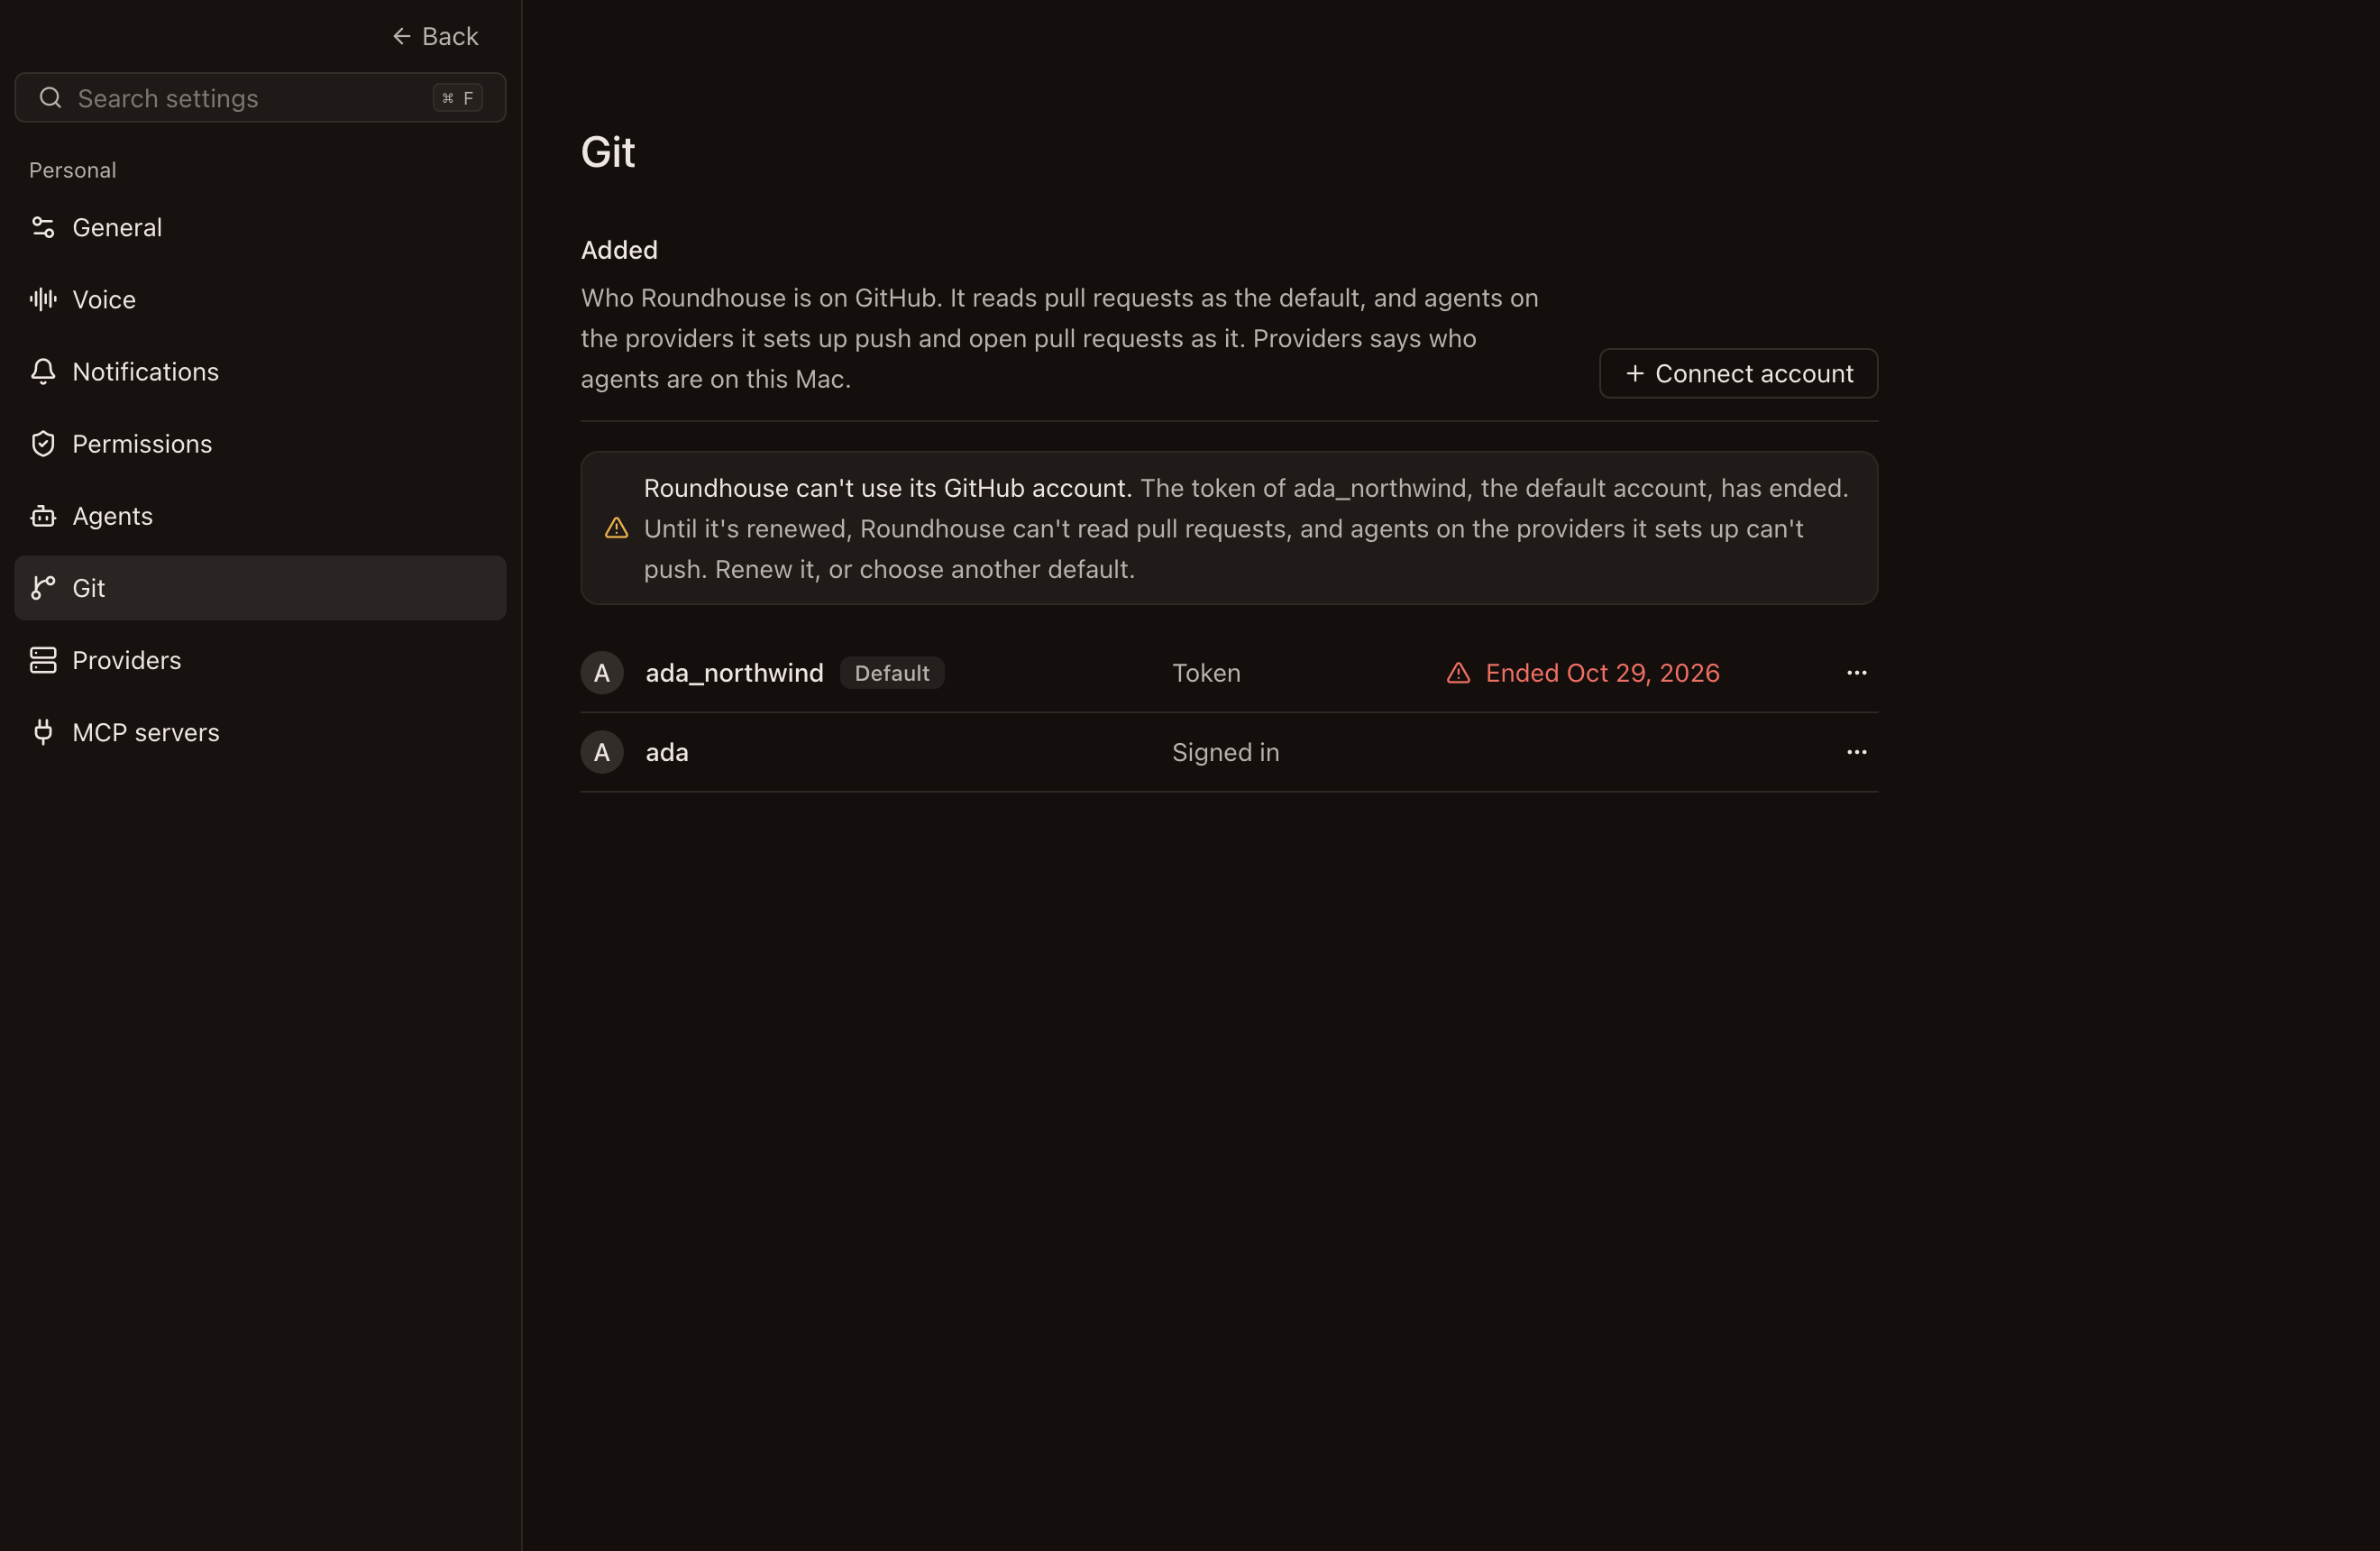 Back
Search settings
⌘ F
Personal
General
Voice
Notifications
Permissions
Agents
Git
Providers
MCP servers
Git
Added
Who Roundhouse is on GitHub. It reads pull requests as the default, and agents on
the providers it sets up push and open pull requests as it. Providers says who
agents are on this Mac.
Connect account
Roundhouse can't use its GitHub account. The token of ada_northwind, the default account, has ended.
Until it's renewed, Roundhouse can't read pull requests, and agents on the providers it sets up can't
push. Renew it, or choose another default.
A ada_northwind Default Token Ended Oct 29, 2026
A ada Signed in